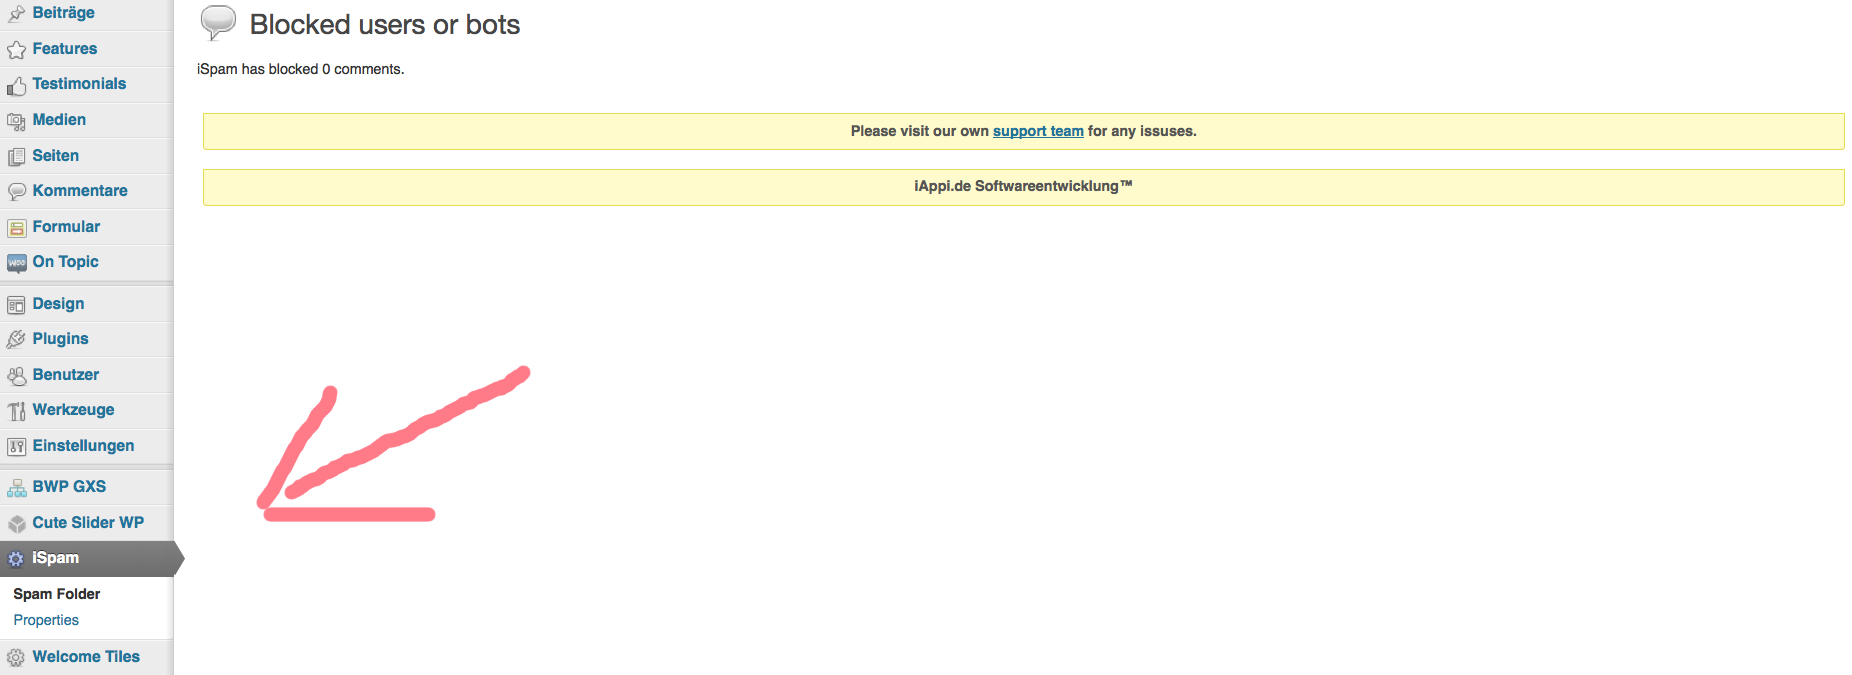 Beiträge
Features
Testimonials
Medien
Seiten
Kommentare
Formular
WOO
On Topic
Design
Plugins
Benutzer
Werkzeuge
Einstellungen
BWP GXS
Cute Slider WP
iSpam
Spam Folder
Properties
Welcome Tiles
Blocked users or bots
iSpam has blocked 0 comments.
Please visit our own support team for any issuses.
iAppi.de Softwareentwicklung™